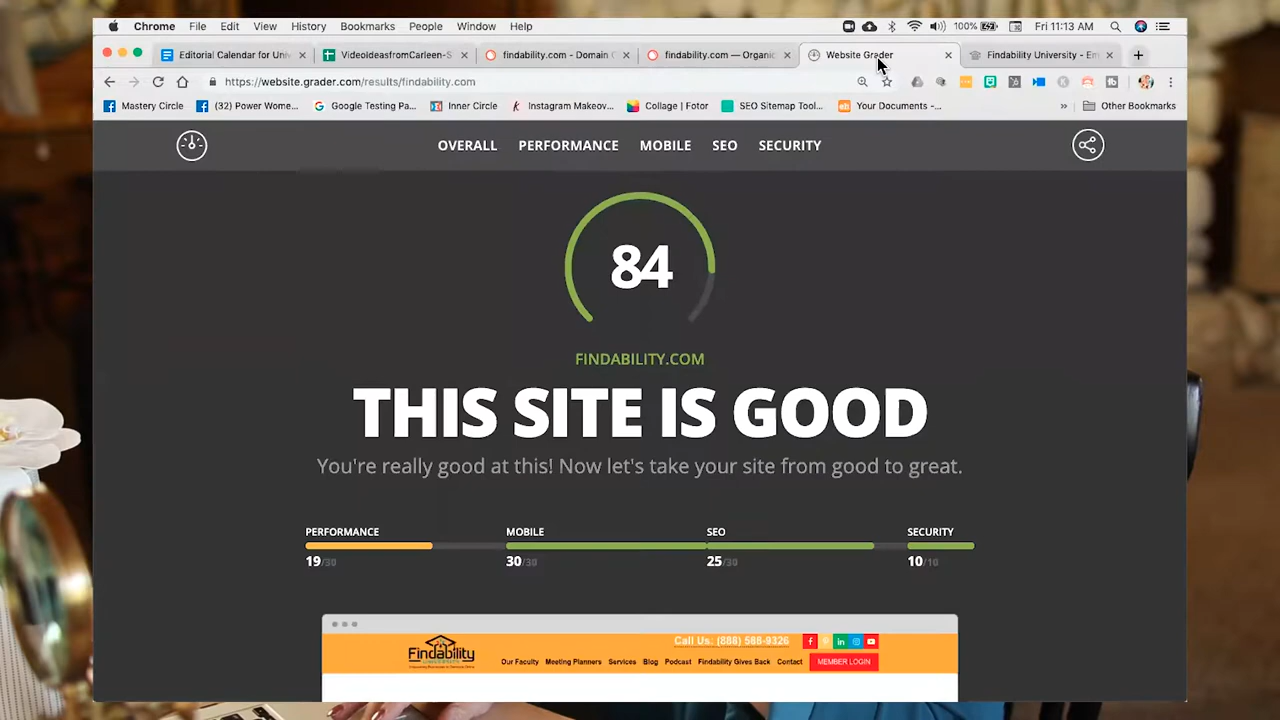 Chrome File Edit View History Bookmarks People Window Help 100% Fri 11:13 AM
Editorial Calendar for Univ VideoIdeasfromCarleen-S findability.com - Domain O findability.com — Organic Website Grader Findability University - Em
https://website.grader.com/results/findability.com
Mastery Circle (32) Power Wome... Google Testing Pa... Inner Circle Instagram Makeov... Collage | Fotor SEO Sitemap Tool... Your Documents -... » Other Bookmarks
OVERALL PERFORMANCE MOBILE SEO SECURITY
84
FINDABILITY.COM
THIS SITE IS GOOD
You're really good at this! Now let's take your site from good to great.
PERFORMANCE MOBILE SEO SECURITY
19/30 30/30 25/30 10/10
Call Us: (888) 588-9326
Findability
Our Faculty Meeting Planners Services Blog Podcast Findability Gives Back Contact MEMBER LOGIN